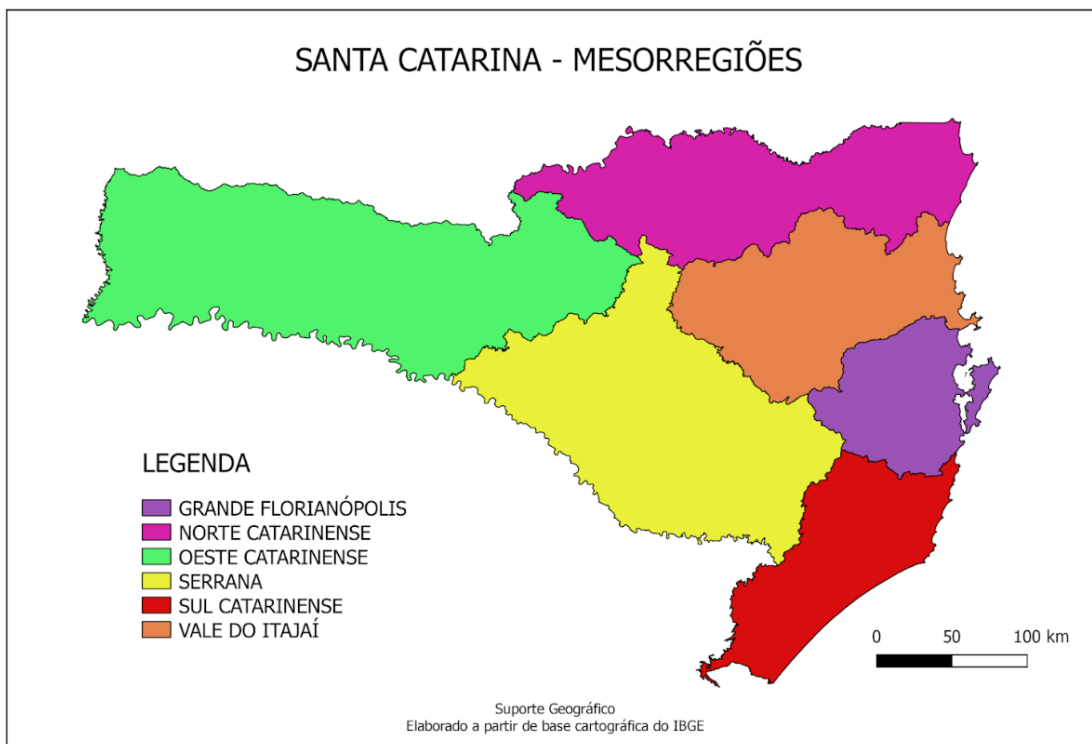 SANTA CATARINA - MESORREGIÕES
LEGENDA
GRANDE FLORIANÓPOLIS
NORTE CATARINENSE
OESTE CATARINENSE
SERRANA
SUL CATARINENSE
VALE DO ITAJAÍ
0 50 100 km
Suporte Geográfico
Elaborado a partir de base cartográfica do IBGE